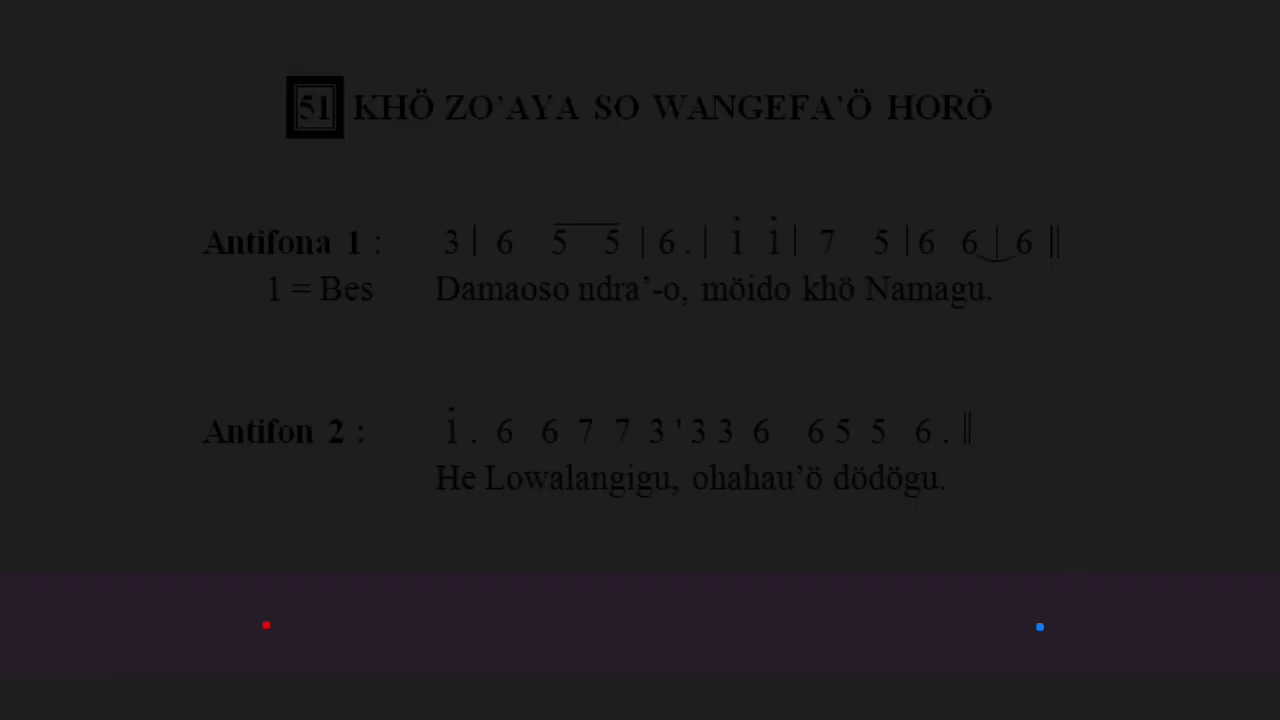 51 KHÖ ZO’AYA SO WANGEFA’Ö HORÖ
Antifona 1 : 3 | 6 5 5 | 6 . | i i | 7 5 | 6 6 | 6 ||
1 = Bes Damaoso ndra’-o, möido khö Namagu.
Antifon 2 : i . 6 6 7 7 3 ' 3 3 6 6 5 5 6 . ||
He Lowalangigu, ohahau’ö dödögu.